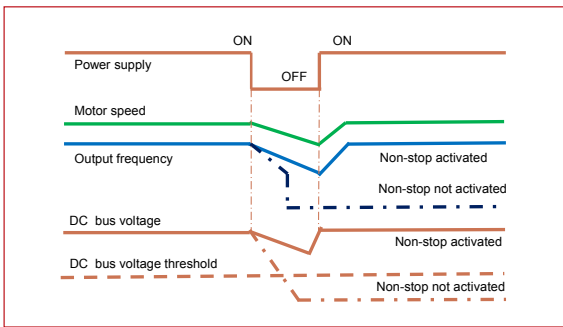 ON
ON
Power supply
OFF
Motor speed
Output frequency
Non-stop activated
Non-stop not activated
DC bus voltage
Non-stop activated
DC bus voltage threshold
Non-stop not activated